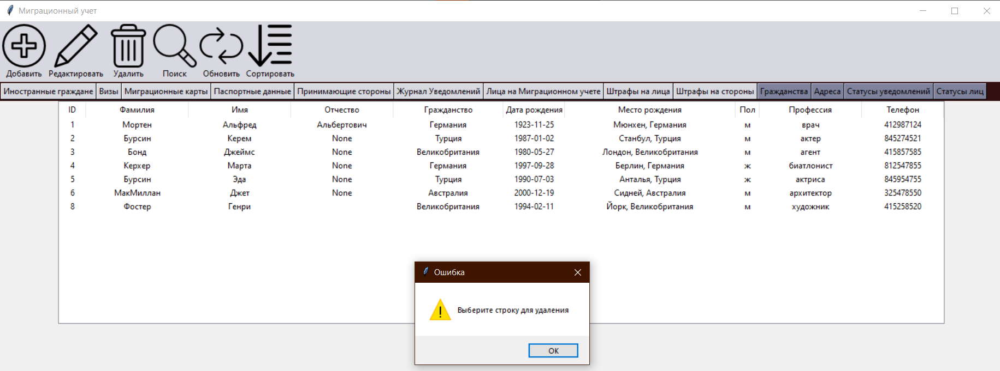 Миграционный учет
Добавить Редактировать Удалить Поиск Обновить Сортировать
Иностранные граждане Визы Миграционные карты Паспортные данные Принимающие стороны Журнал Уведомлений Лица на Миграционном учете Штрафы на лица Штрафы на стороны Гражданства Адреса Статусы уведомлений Статусы лиц
ID Фамилия Имя Отчество Гражданство Дата рождения Место рождения Пол Профессия Телефон
1 Мортен Альфред Альбертович Германия 1923-11-25 Мюнхен, Германия м врач 412987124
2 Бурсин Керем None Турция 1987-01-02 Станбул, Турция м актер 845274521
3 Бонд Джеймс None Великобритания 1980-05-27 Лондон, Великобритания м агент 415857585
4 Керхер Марта None Германия 1997-09-28 Берлин, Германия ж биатлонист 812547855
5 Бурсин Эда None Турция 1990-07-03 Анталья, Турция ж актриса 845954755
6 МакМиллан Джет None Австралия 2000-12-19 Сидней, Австралия м архитектор 325478550
8 Фостер Генри Великобритания 1994-02-11 Йорк, Великобритания м художник 415258520
Ошибка
Выберите строку для удаления
ОК